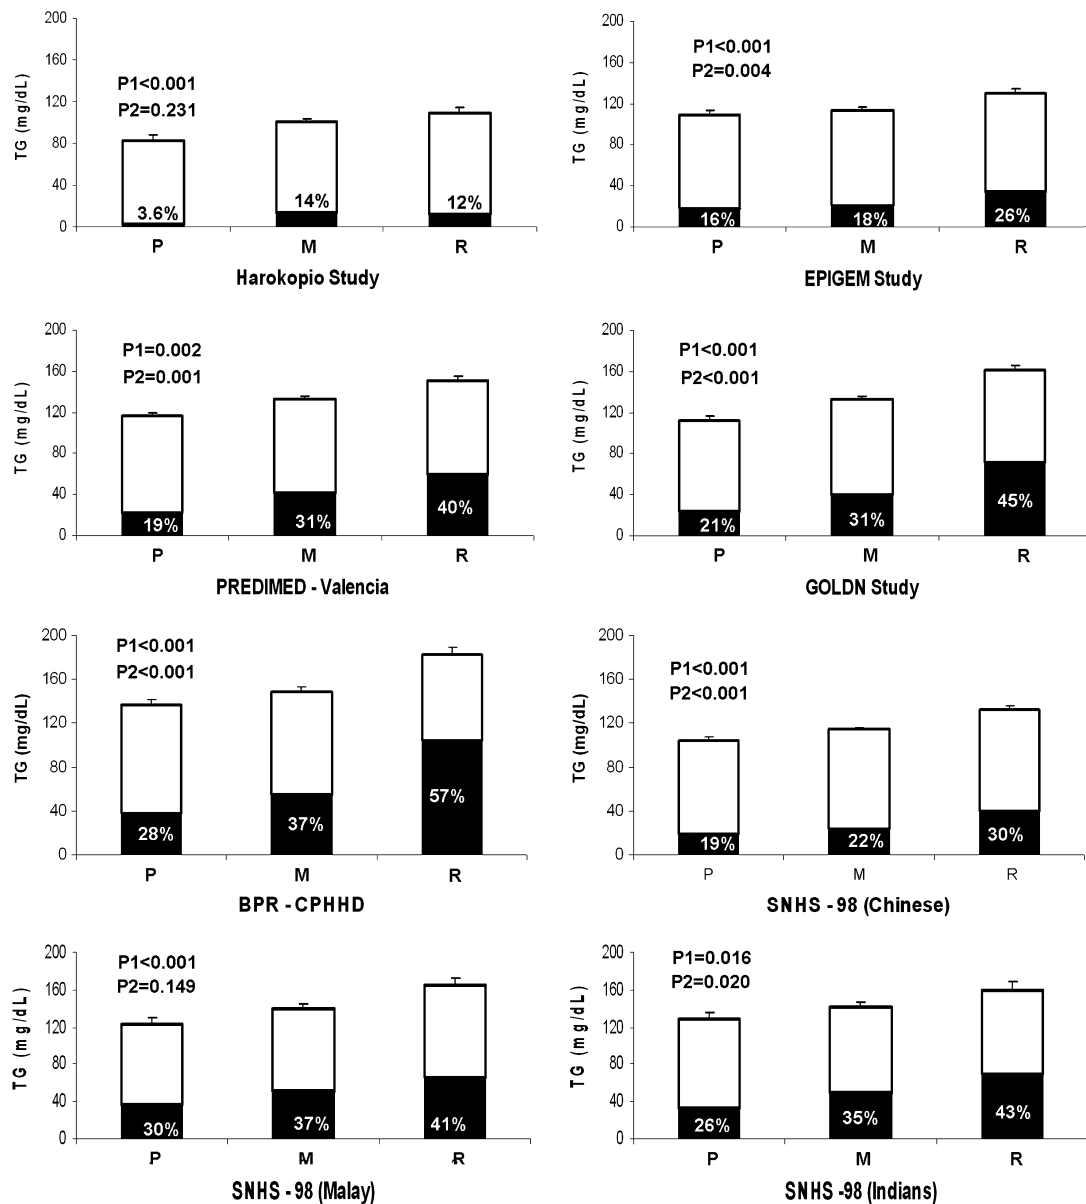 200
160
120
80
40
0
TG (mg/dL)
P1<0.001
P2=0.231
3.6%
14%
12%
P M R
Harokopio Study
200
160
120
80
40
0
TG (mg/dL)
P1<0.001
P2=0.004
16%
18%
26%
P M R
EPIGEM Study
200
160
120
80
40
0
TG (mg/dL)
P1=0.002
P2=0.001
19%
31%
40%
P M R
PREDIMED - Valencia
200
160
120
80
40
0
TG (mg/dL)
P1<0.001
P2<0.001
21%
31%
45%
P M R
GOLDN Study
200
160
120
80
40
0
TG (mg/dL)
P1<0.001
P2<0.001
28%
37%
57%
P M R
BPR - CPHHD
200
160
120
80
40
0
TG (mg/dL)
P1<0.001
P2<0.001
19%
22%
30%
P M R
SNHS - 98 (Chinese)
200
160
120
80
40
0
TG (mg/dL)
P1<0.001
P2=0.149
30%
37%
41%
P M R
SNHS - 98 (Malay)
200
160
120
80
40
0
TG (mg/dL)
P1=0.016
P2=0.020
26%
35%
43%
P M R
SNHS -98 (Indians)